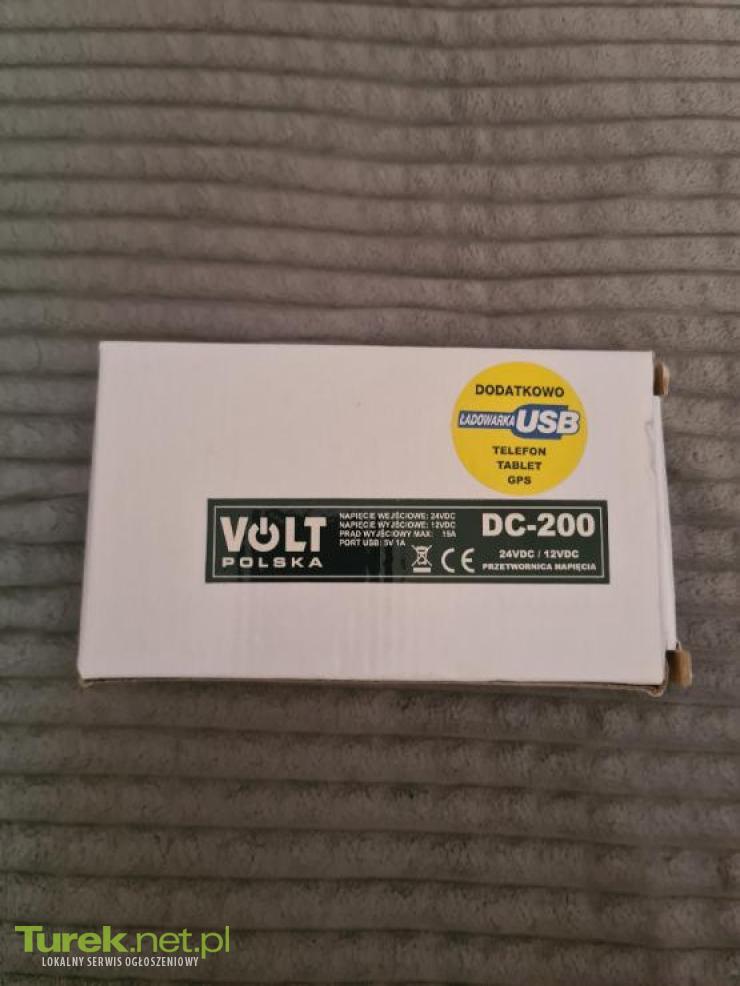 DODATKOWO
ŁADOWARKA USB
TELEFON
TABLET
GPS
VOLT
POLSKA
NAPIĘCIE WEJŚCIOWE: 24VDC
NAPIĘCIE WYJŚCIOWE: 12VDC
PRĄD WYJŚCIOWY MAX: 15A
PORT USB: 5V 1A
CE
DC-200
24VDC / 12VDC
PRZETWORNICA NAPIĘCIA
Turek.net.pl
LOKALNY SERWIS OGŁOSZENIOWY